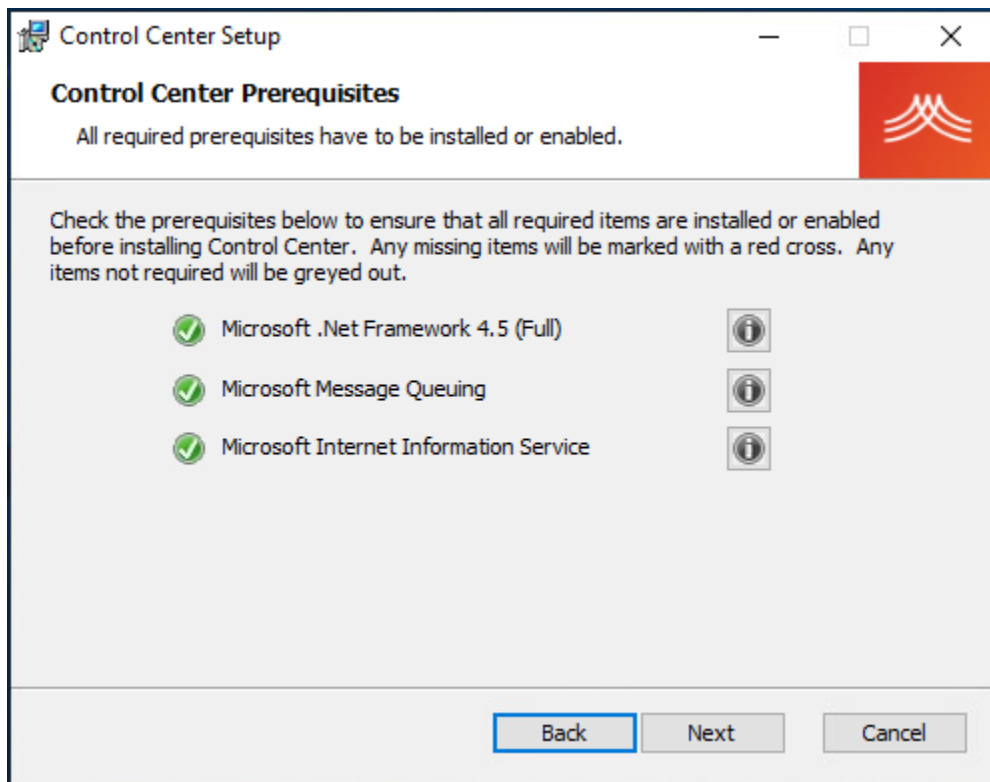 Control Center Setup
Control Center Prerequisites
All required prerequisites have to be installed or enabled.
Check the prerequisites below to ensure that all required items are installed or enabled
before installing Control Center.  Any missing items will be marked with a red cross.  Any
items not required will be greyed out.
Microsoft .Net Framework 4.5 (Full)
Microsoft Message Queuing
Microsoft Internet Information Service
Back Next Cancel